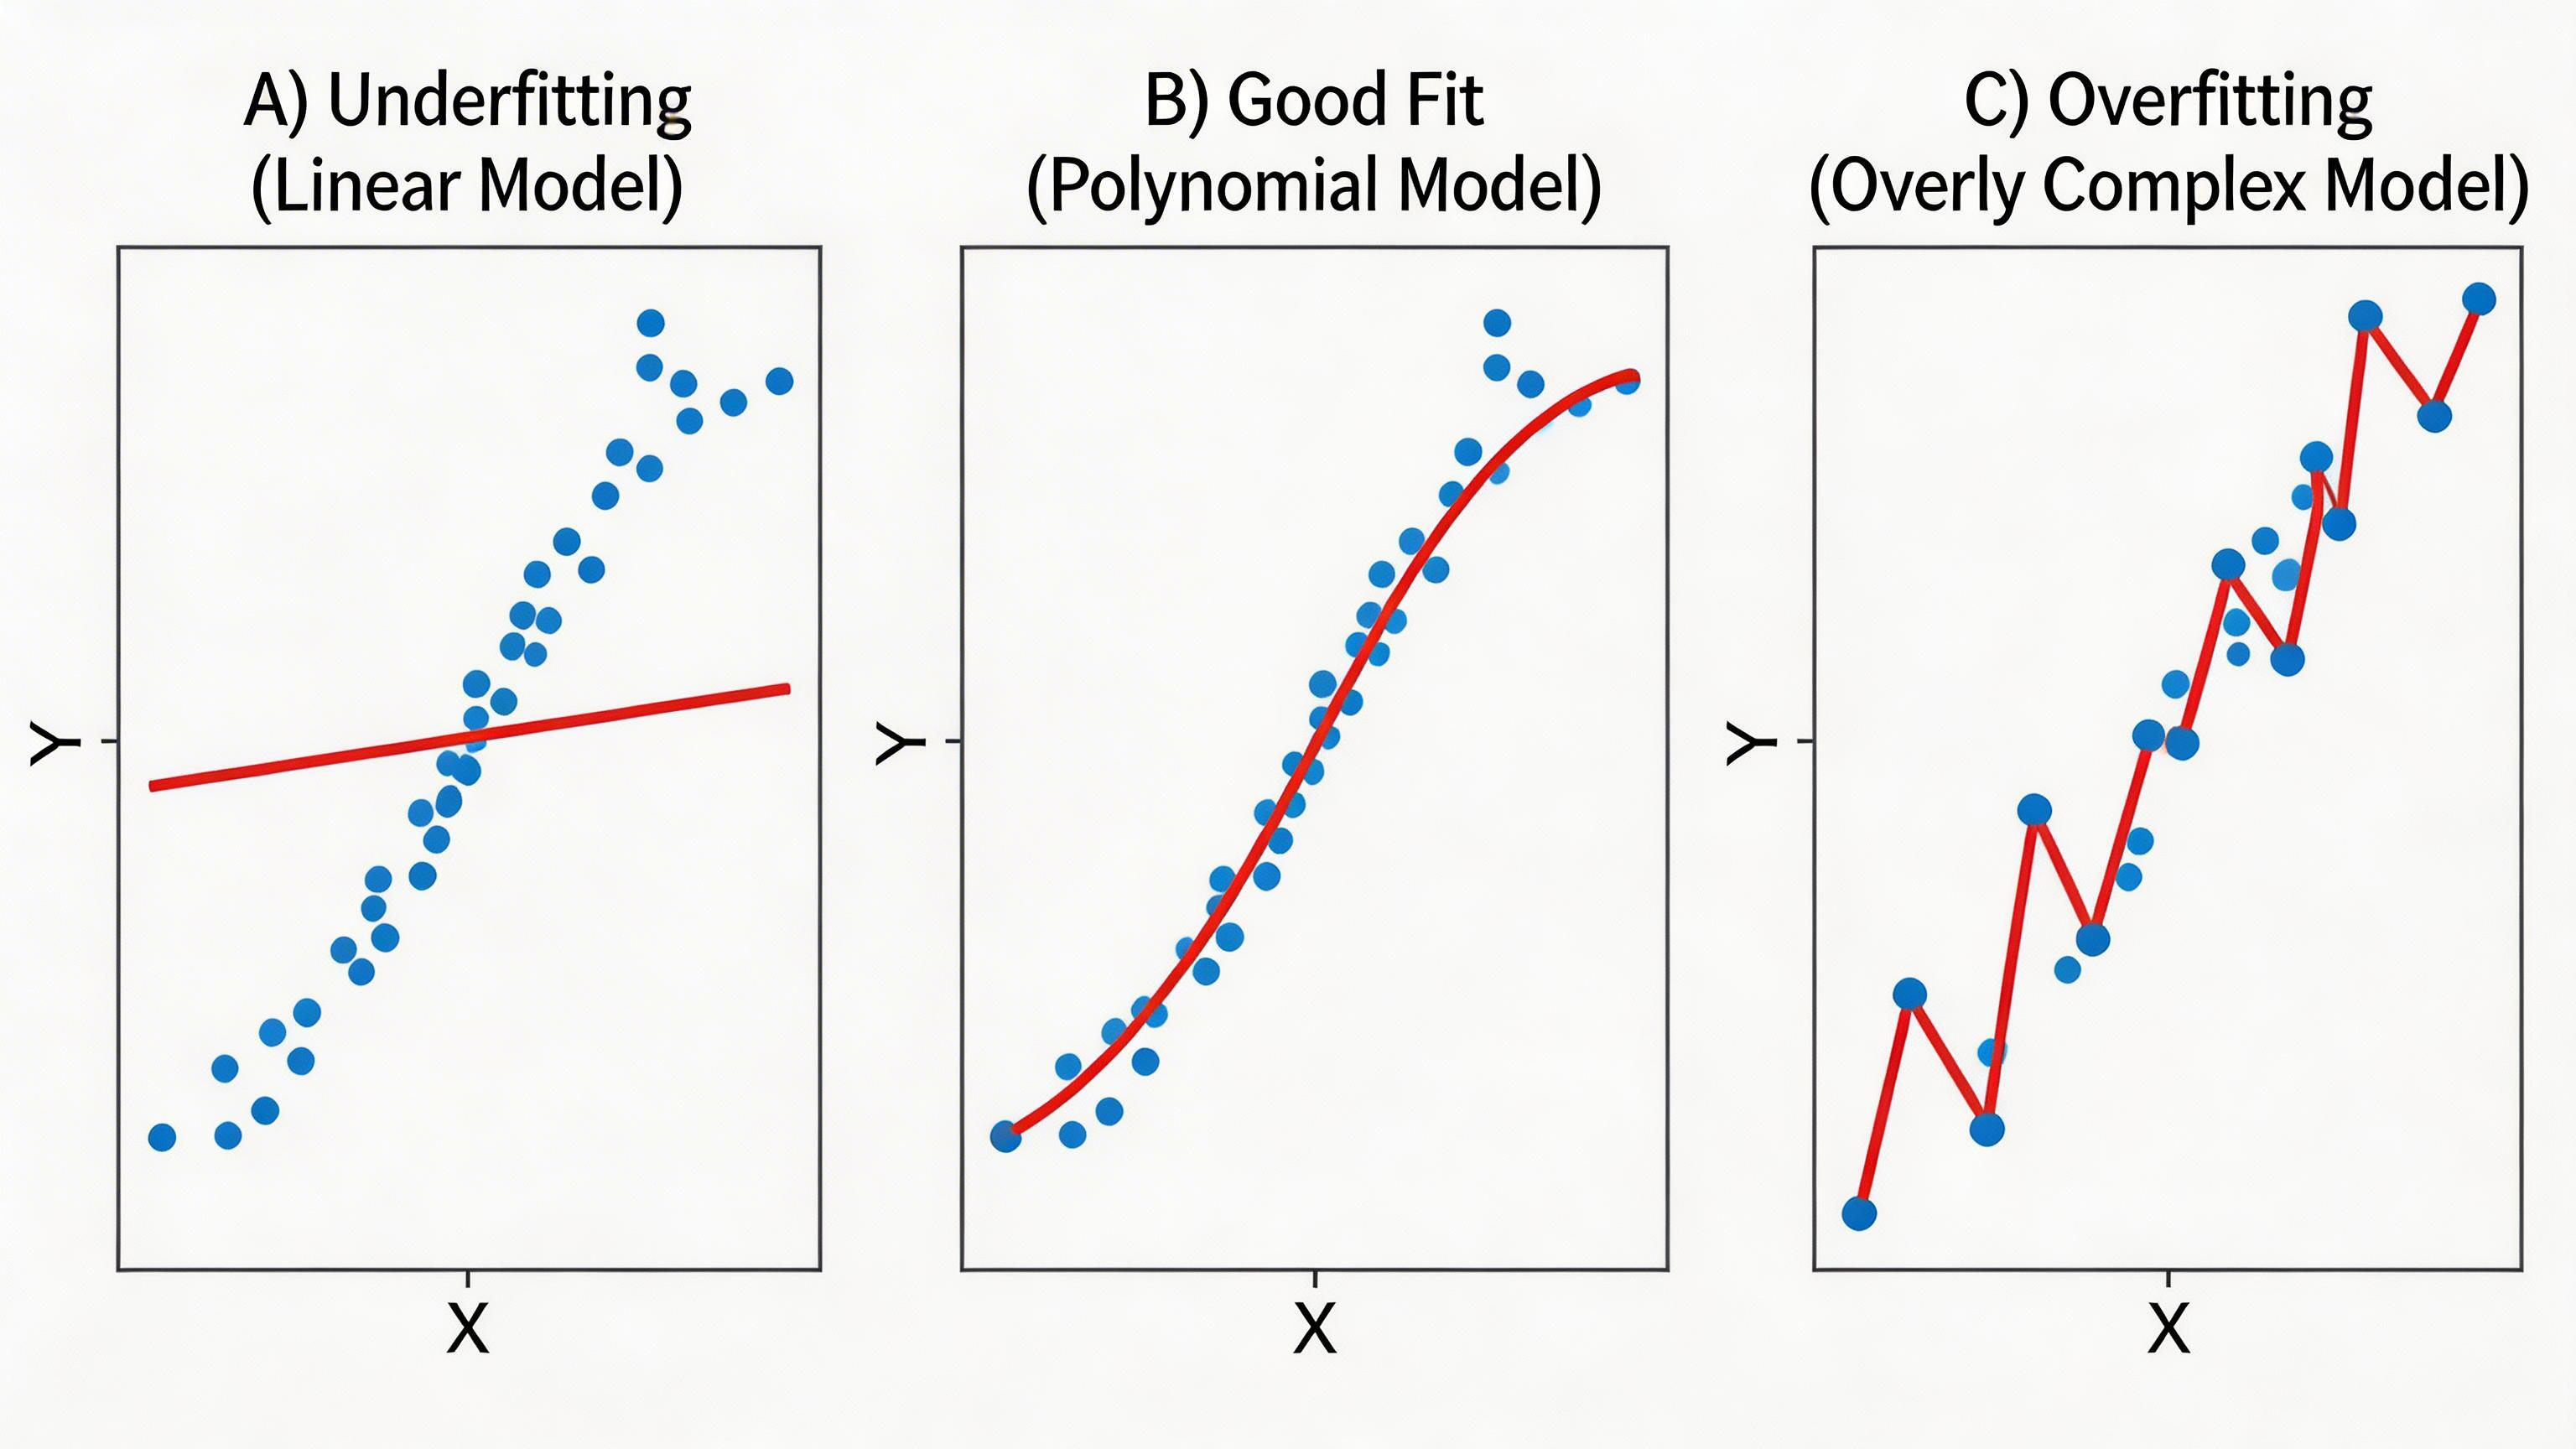 A) Underfitting
(Linear Model)
Y
X
B) Good Fit
(Polynomial Model)
Y
X
C) Overfitting
(Overly Complex Model)
Y
X